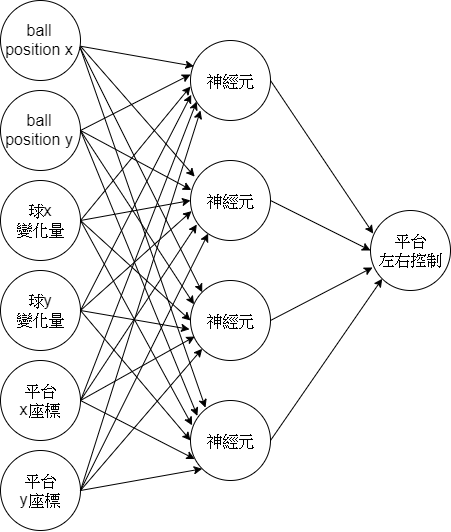 ball
position x
ball
position y
球x
變化量
球y
變化量
平台
x座標
平台
y座標
神經元
神經元
神經元
神經元
平台
左右控制